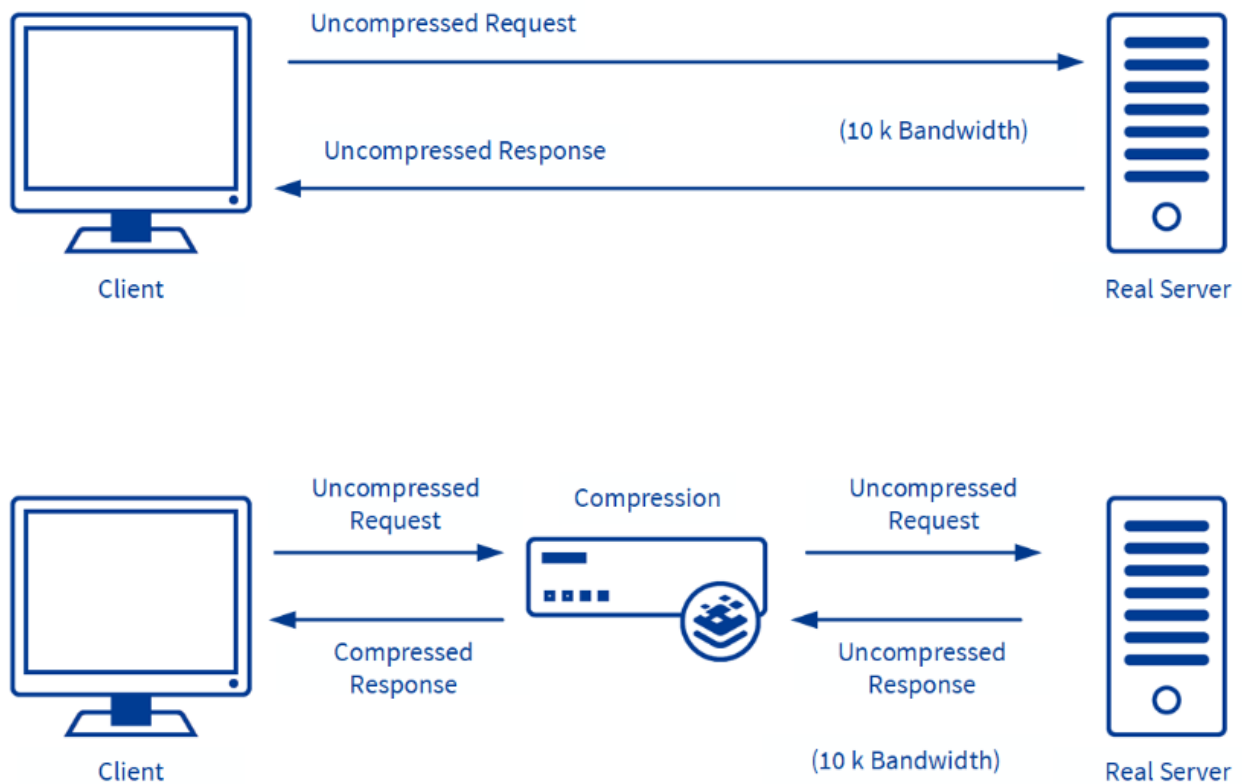 Uncompressed Request
(10 k Bandwidth)
Uncompressed Response
Client
Real Server
Uncompressed
Request
Compression
Uncompressed
Request
Compressed
Response
Uncompressed
Response
(10 k Bandwidth)
Client
Real Server